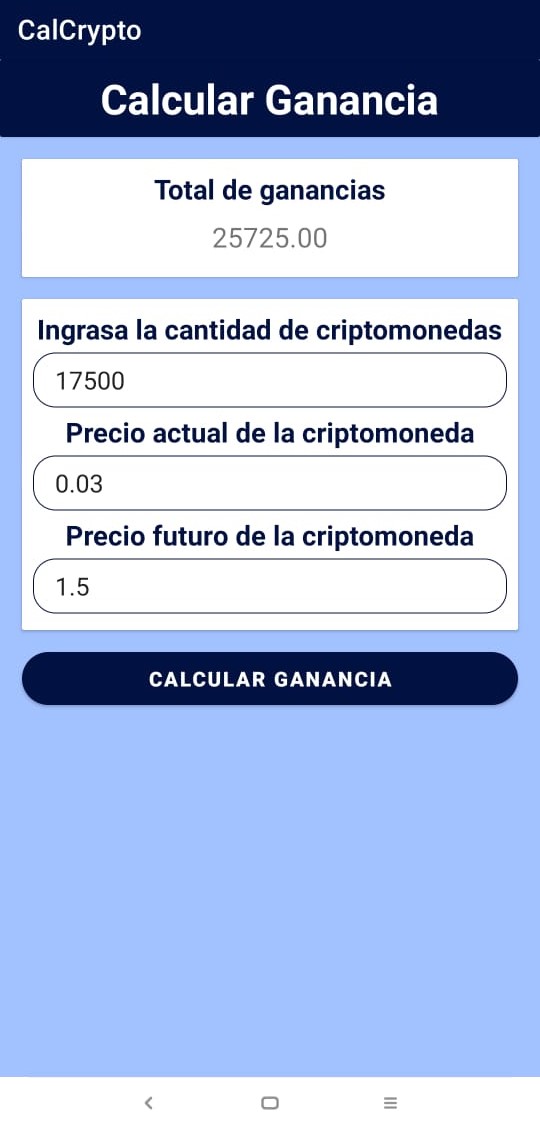 CalCrypto
Calcular Ganancia
Total de ganancias
25725.00
Ingrasa la cantidad de criptomonedas
17500
Precio actual de la criptomoneda
0.03
Precio futuro de la criptomoneda
1.5
CALCULAR GANANCIA